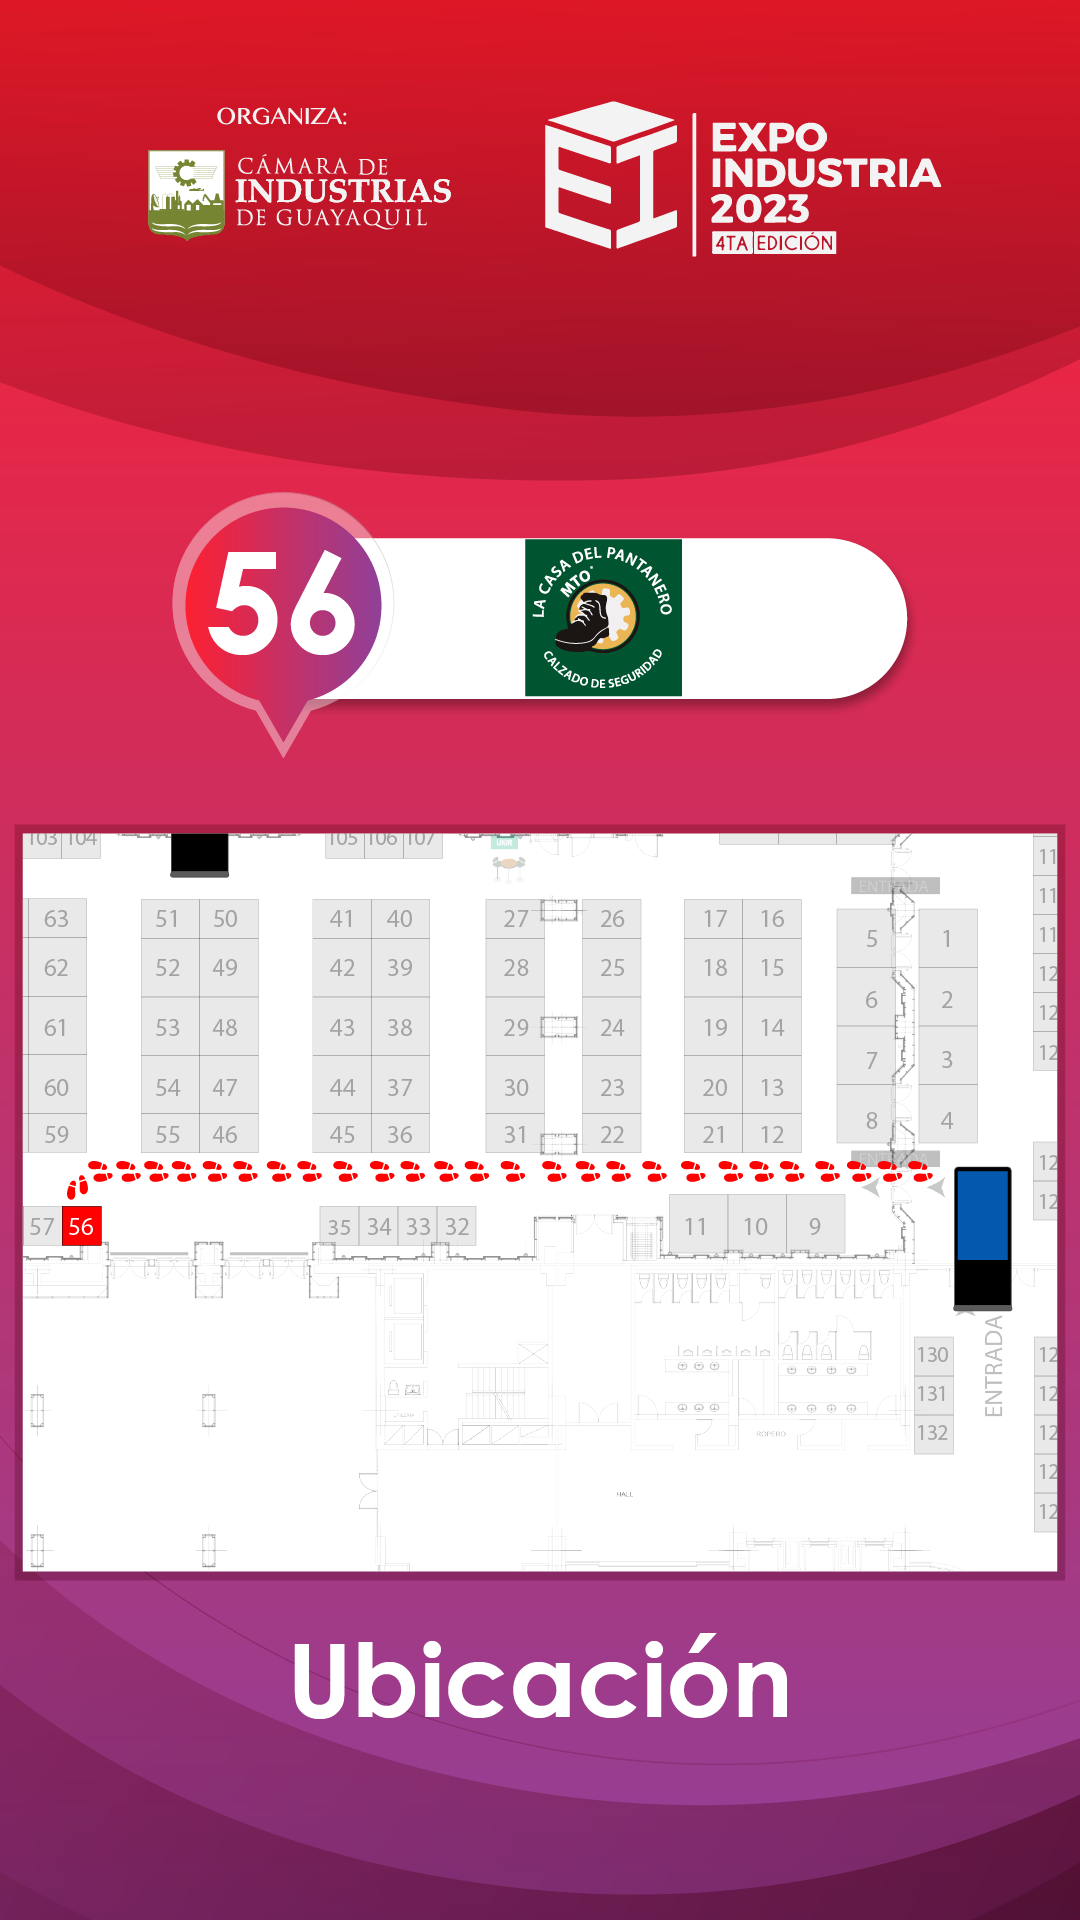 ORGANIZA:
CÁMARA DE
INDUSTRIAS
DE GUAYAQUIL
EXPO
INDUSTRIA
2023
4TA EDICIÓN
56
LA CASA DEL PANTANERO
MTO
CALZADO DE SEGURIDAD
103 104 105 106 107
UNIR
ENTRADA
63 51 50 41 40 27 26 17 16 5 1
62 52 49 42 39 28 25 18 15 6 2
61 53 48 43 38 29 24 19 14 7 3
60 54 47 44 37 30 23 20 13 8 4
59 55 46 45 36 31 22 21 12
ENTRADA
57 56 35 34 33 32 11 10 9
ENTRADA
130
131
132
ROPERO
HALL
Ubicación